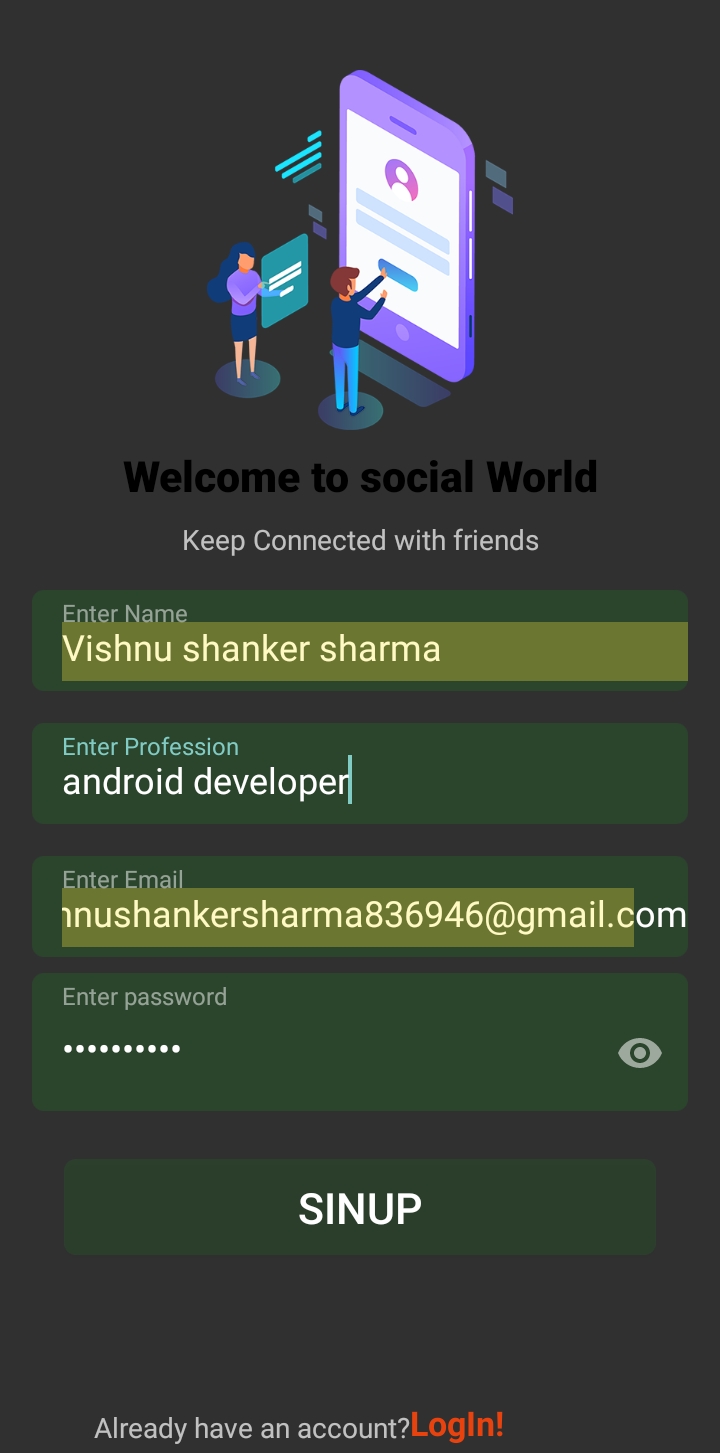 Welcome to social World
Keep Connected with friends
Enter Name
Vishnu shanker sharma
Enter Profession
android developer
Enter Email
nnushankersharma836946@gmail.com
Enter password
••••••••••
SINUP
Already have an account?LogIn!